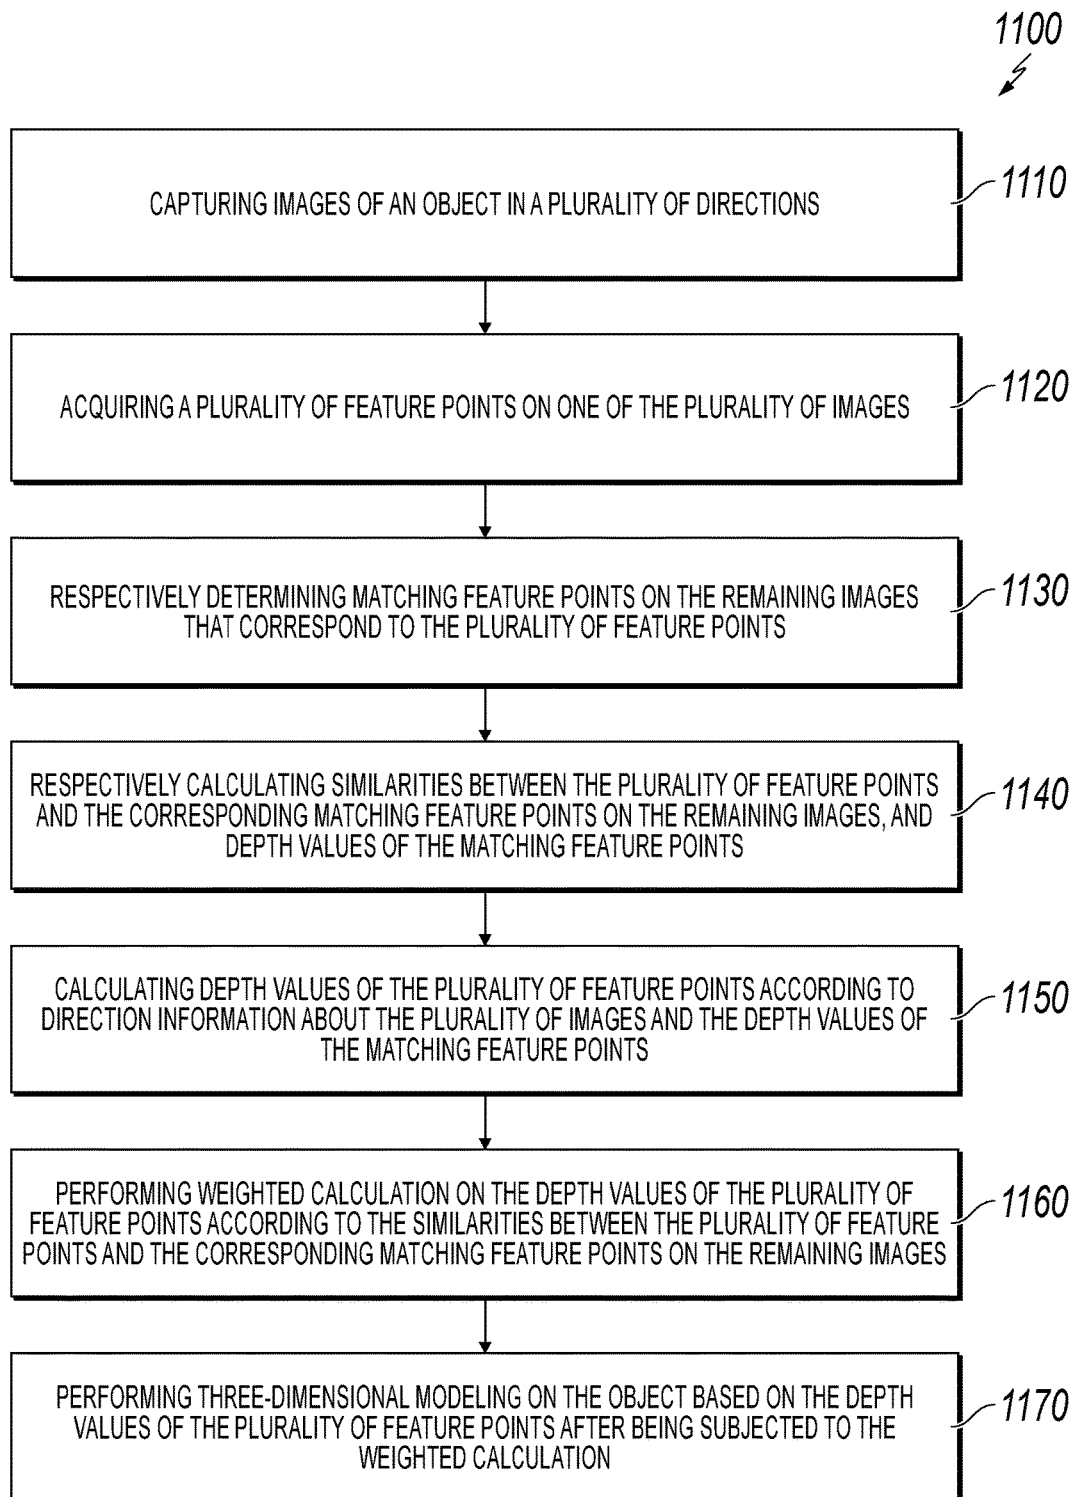 1100
CAPTURING IMAGES OF AN OBJECT IN A PLURALITY OF DIRECTIONS
1110
ACQUIRING A PLURALITY OF FEATURE POINTS ON ONE OF THE PLURALITY OF IMAGES
1120
RESPECTIVELY DETERMINING MATCHING FEATURE POINTS ON THE REMAINING IMAGES
THAT CORRESPOND TO THE PLURALITY OF FEATURE POINTS
1130
RESPECTIVELY CALCULATING SIMILARITIES BETWEEN THE PLURALITY OF FEATURE POINTS
AND THE CORRESPONDING MATCHING FEATURE POINTS ON THE REMAINING IMAGES, AND
DEPTH VALUES OF THE MATCHING FEATURE POINTS
1140
CALCULATING DEPTH VALUES OF THE PLURALITY OF FEATURE POINTS ACCORDING TO
DIRECTION INFORMATION ABOUT THE PLURALITY OF IMAGES AND THE DEPTH VALUES OF
THE MATCHING FEATURE POINTS
1150
PERFORMING WEIGHTED CALCULATION ON THE DEPTH VALUES OF THE PLURALITY OF
FEATURE POINTS ACCORDING TO THE SIMILARITIES BETWEEN THE PLURALITY OF FEATURE
POINTS AND THE CORRESPONDING MATCHING FEATURE POINTS ON THE REMAINING IMAGES
1160
PERFORMING THREE-DIMENSIONAL MODELING ON THE OBJECT BASED ON THE DEPTH
VALUES OF THE PLURALITY OF FEATURE POINTS AFTER BEING SUBJECTED TO THE
WEIGHTED CALCULATION
1170